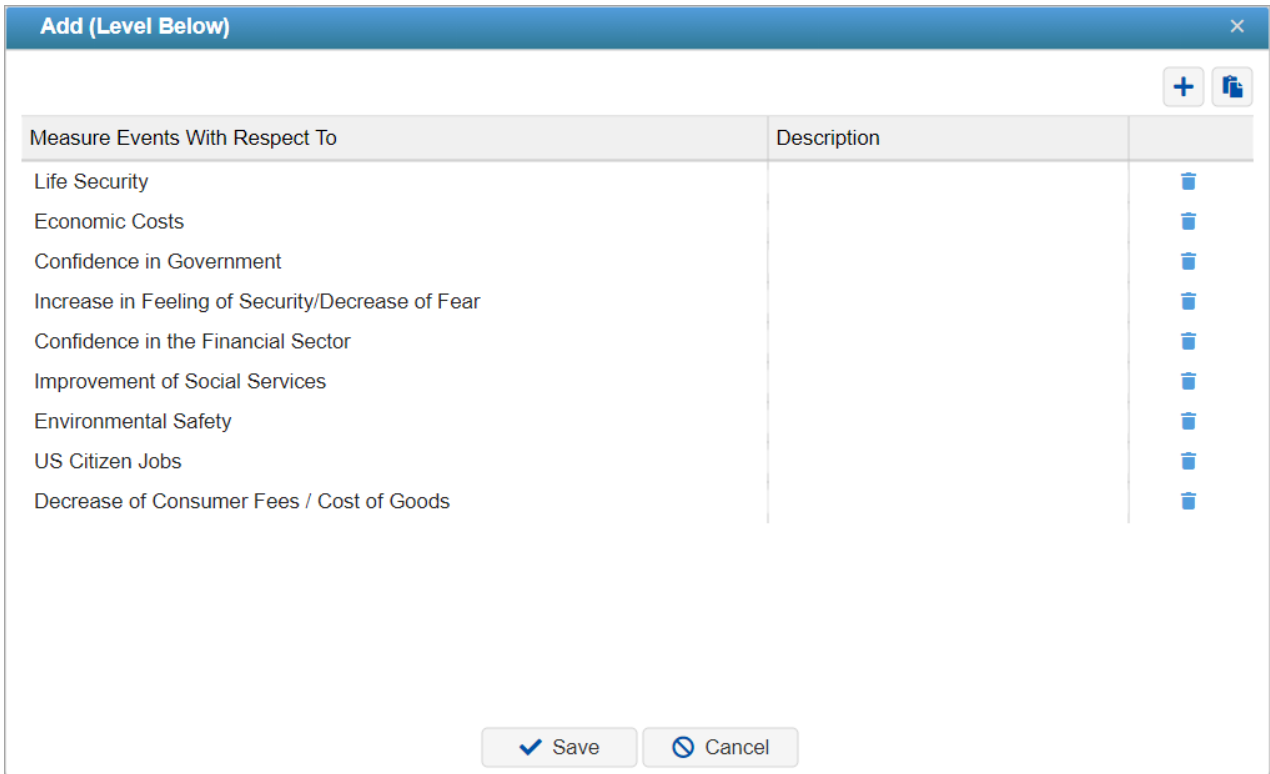 Add (Level Below)
Measure Events With Respect To Description
Life Security
Economic Costs
Confidence in Government
Increase in Feeling of Security/Decrease of Fear
Confidence in the Financial Sector
Improvement of Social Services
Environmental Safety
US Citizen Jobs
Decrease of Consumer Fees / Cost of Goods
Save Cancel